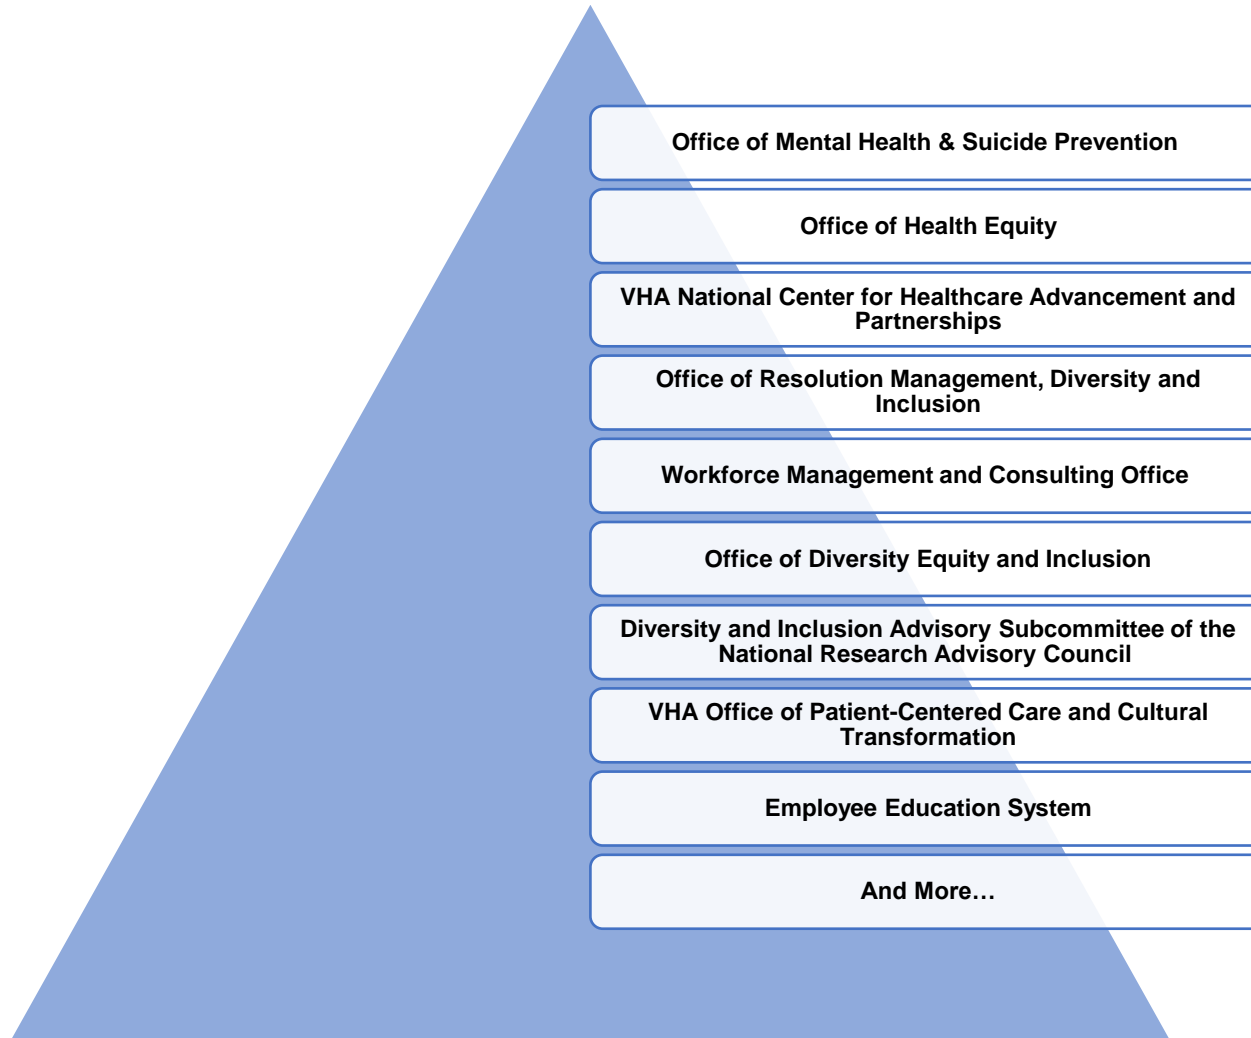 Office of Mental Health & Suicide Prevention
Office of Health Equity
VHA National Center for Healthcare Advancement and
Partnerships
Office of Resolution Management, Diversity and
Inclusion
Workforce Management and Consulting Office
Office of Diversity Equity and Inclusion
Diversity and Inclusion Advisory Subcommittee of the
National Research Advisory Council
VHA Office of Patient-Centered Care and Cultural
Transformation
Employee Education System
And More…